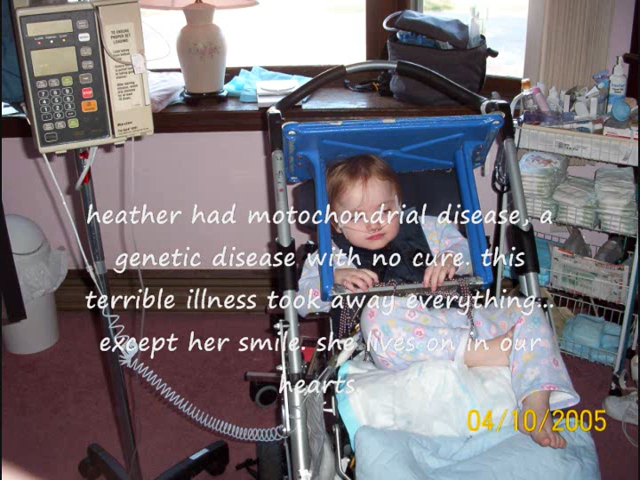 heather had motochondrial disease, a
genetic disease with no cure. this
terrible illness took away everything...
except her smile. she lives on in our
hearts.
04/10/2005